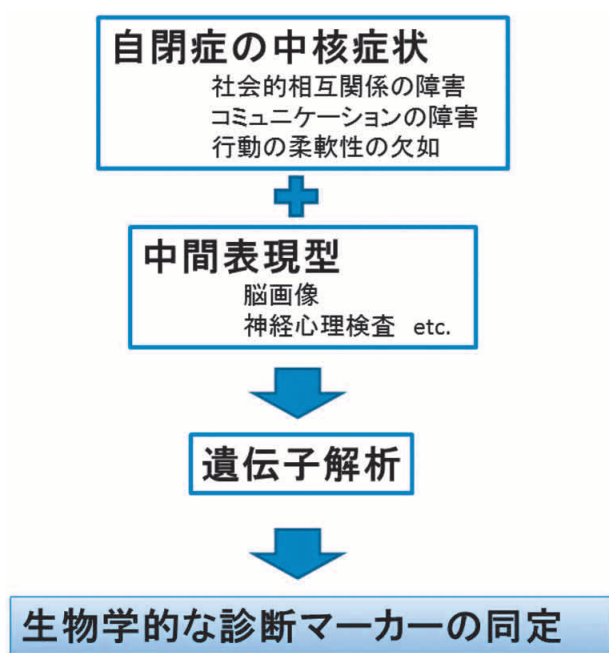 自閉症の中核症状
社会的相互関係の障害
コミュニケーションの障害
行動の柔軟性の欠如
中間表現型
脳画像
神経心理検査 etc.
遺伝子解析
生物学的な診断マーカーの同定